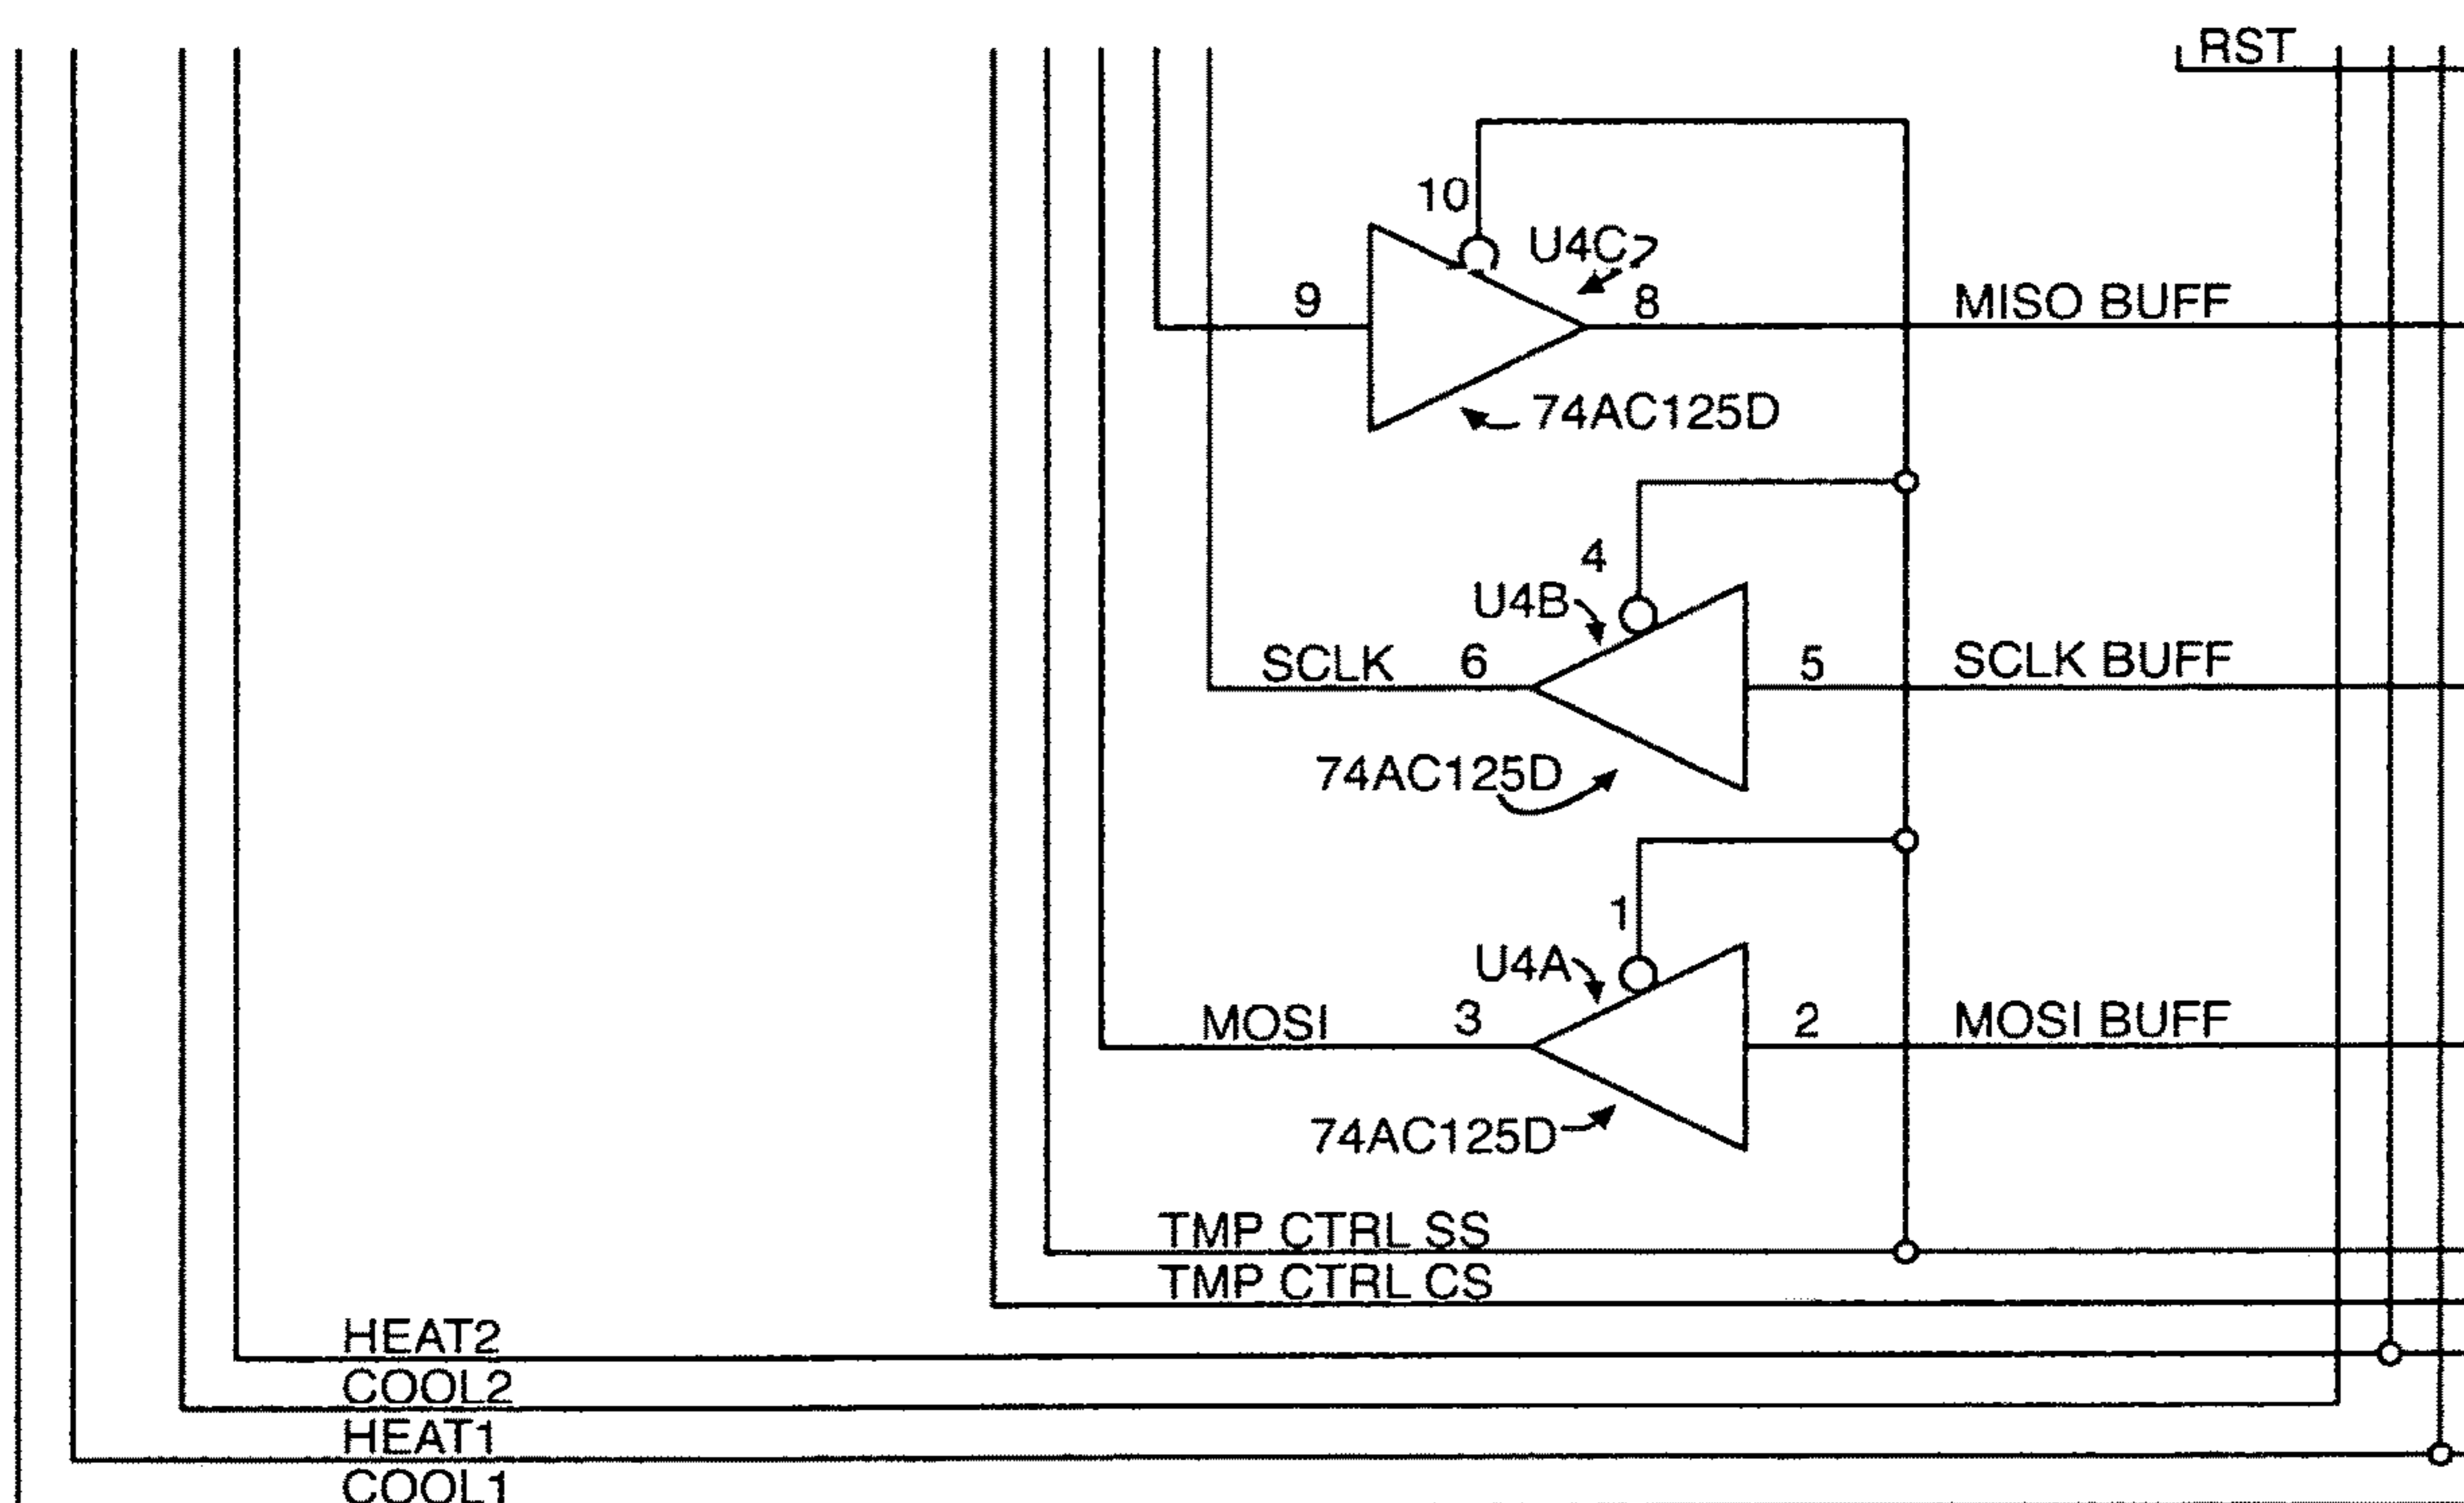 RST
10
U4C
9
8
MISO BUFF
74AC125D
4
U4B
SCLK
6
5
SCLK BUFF
74AC125D
1
U4A
MOSI
3
2
MOSI BUFF
74AC125D
TMP CTRL SS
TMP CTRL CS
HEAT2
COOL2
HEAT1
COOL1